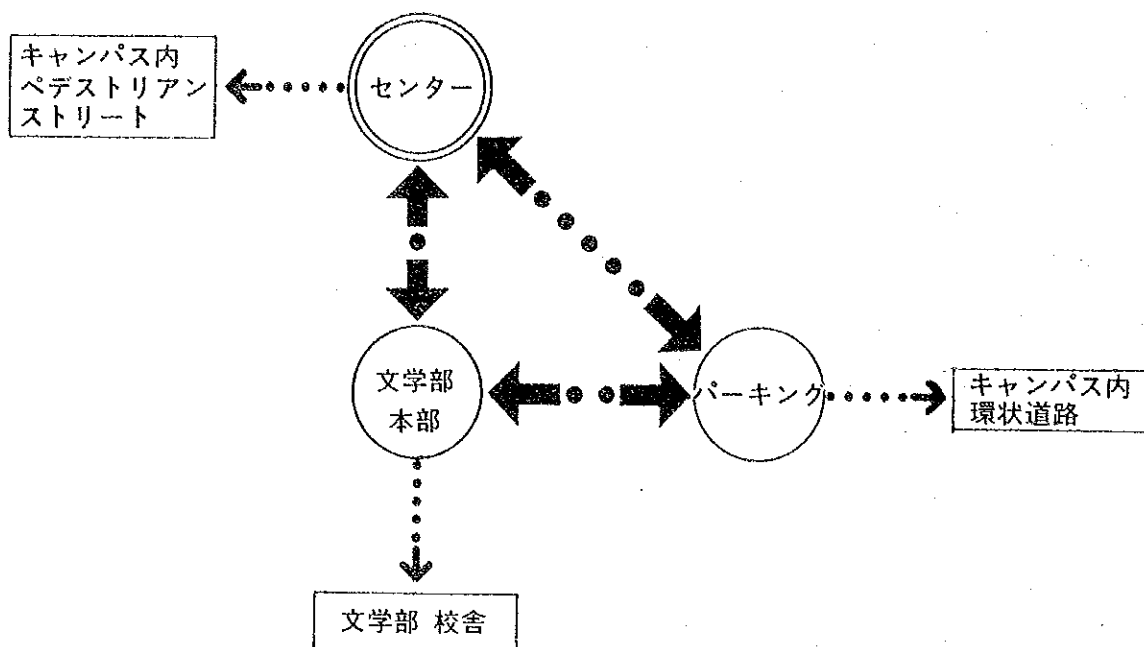 キャンパス内
ペデストリアン
ストリート
センター
文学部
本部
パーキング
キャンパス内
環状道路
文学部 校舎